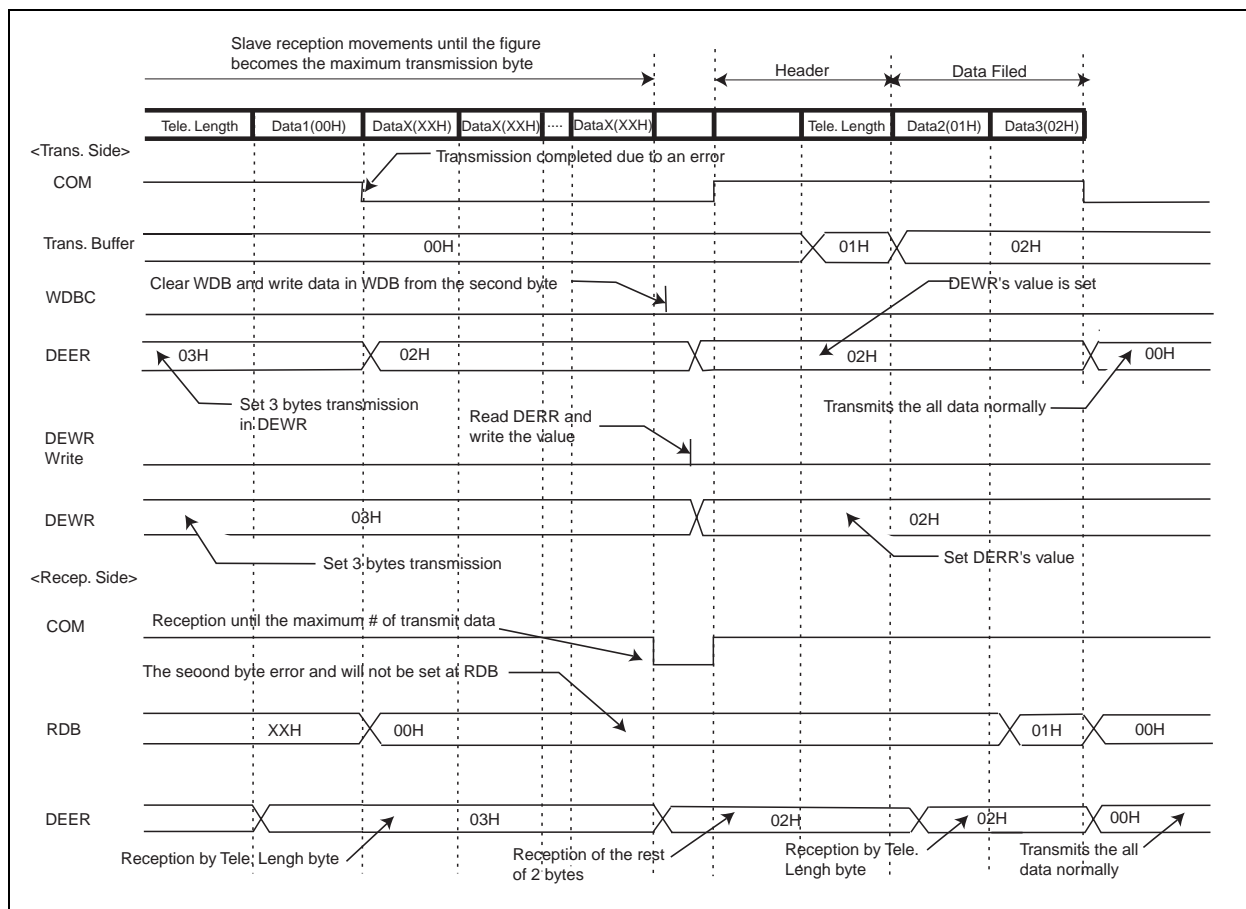 Slave reception movements until the figure
becomes the maximum transmission byte
Header
Data Filed
Tele. Length
Data1(00H)
DataX(XXH)
DataX(XXH)
....
DataX(XXH)
Tele. Length
Data2(01H)
Data3(02H)
<Trans. Side>
Transmission completed due to an error
COM
Trans. Buffer
00H
01H
02H
Clear WDB and write data in WDB from the second byte
DEWR's value is set
WDBC
DEER
03H
02H
02H
00H
Set 3 bytes transmission
in DEWR
Transmits the all data normally
Read DERR and
write the value
DEWR
Write
DEWR
03H
02H
Set 3 bytes transmission
Set DERR's value
<Recep. Side>
COM
Reception until the maximum # of transmit data
The seoond byte error and will not be set at RDB
RDB
XXH
00H
01H
00H
DEER
03H
02H
02H
00H
Reception by Tele. Lengh byte
Reception of the rest
of 2 bytes
Reception by Tele.
Lengh byte
Transmits the all
data normally